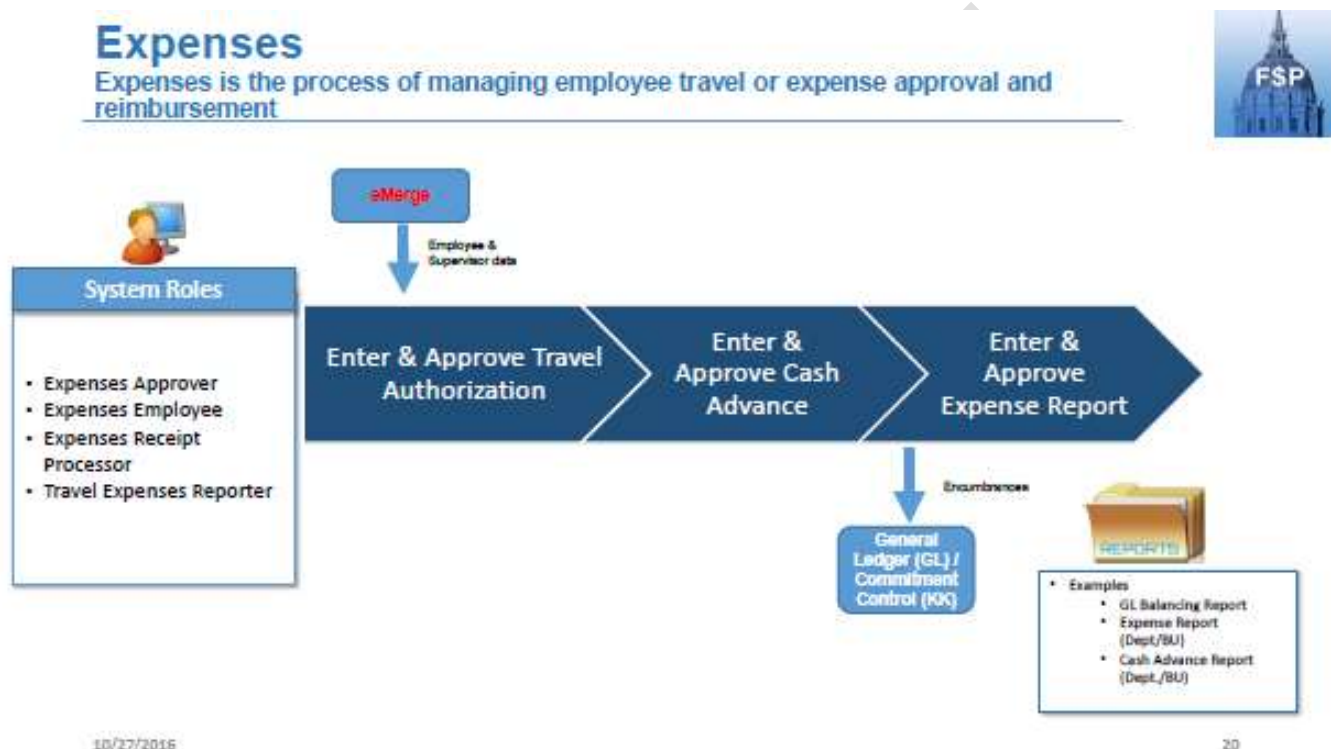 Expenses
Expenses is the process of managing employee travel or expense approval and
reimbursement
FSP
eMerge
Employee &
Supervisor data
System Roles
• Expenses Approver
• Expenses Employee
• Expenses Receipt
Processor
• Travel Expenses Reporter
Enter & Approve Travel
Authorization
Enter &
Approve Cash
Advance
Enter &
Approve
Expense Report
Encumbrances
General
Ledger (GL) /
Commitment
Control (KK)
REPORTS
• Examples
• GL Balancing Report
• Expense Report
(Dept/BU)
• Cash Advance Report
(Dept./BU)
10/27/2016
20